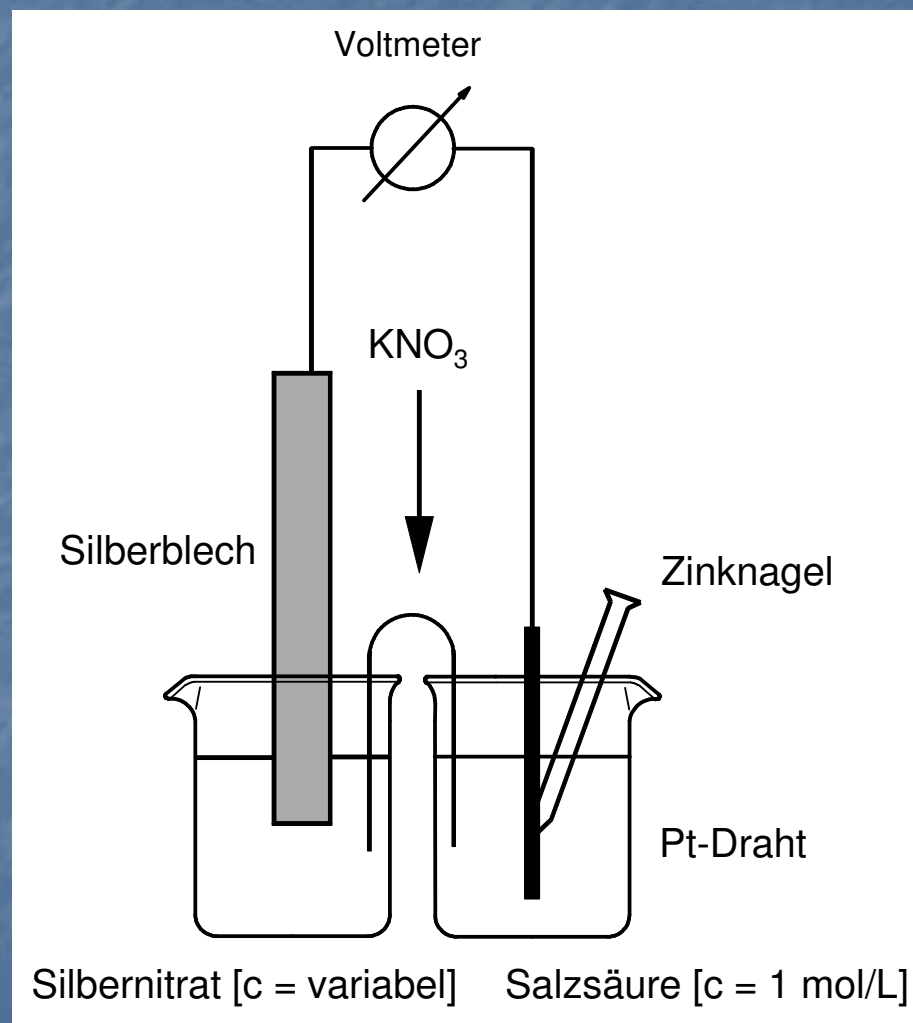 Voltmeter
KNO₃
Silberblech
Zinknagel
Pt-Draht
Silbernitrat [c = variabel] Salzsäure [c = 1 mol/L]